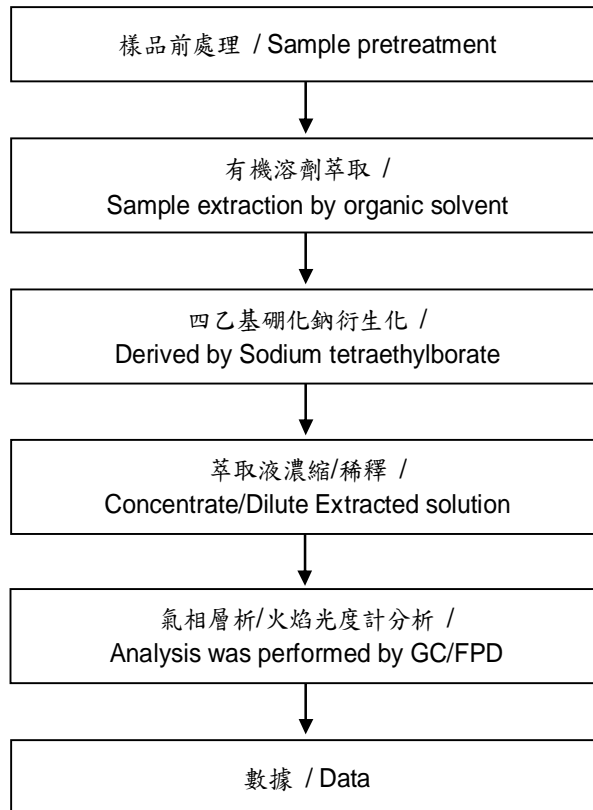 樣品前處理 / Sample pretreatment
有機溶劑萃取 /
Sample extraction by organic solvent
四乙基硼化鈉衍生化 /
Derived by Sodium tetraethylborate
萃取液濃縮/稀釋 /
Concentrate/Dilute Extracted solution
氣相層析/火焰光度計分析 /
Analysis was performed by GC/FPD
數據 / Data